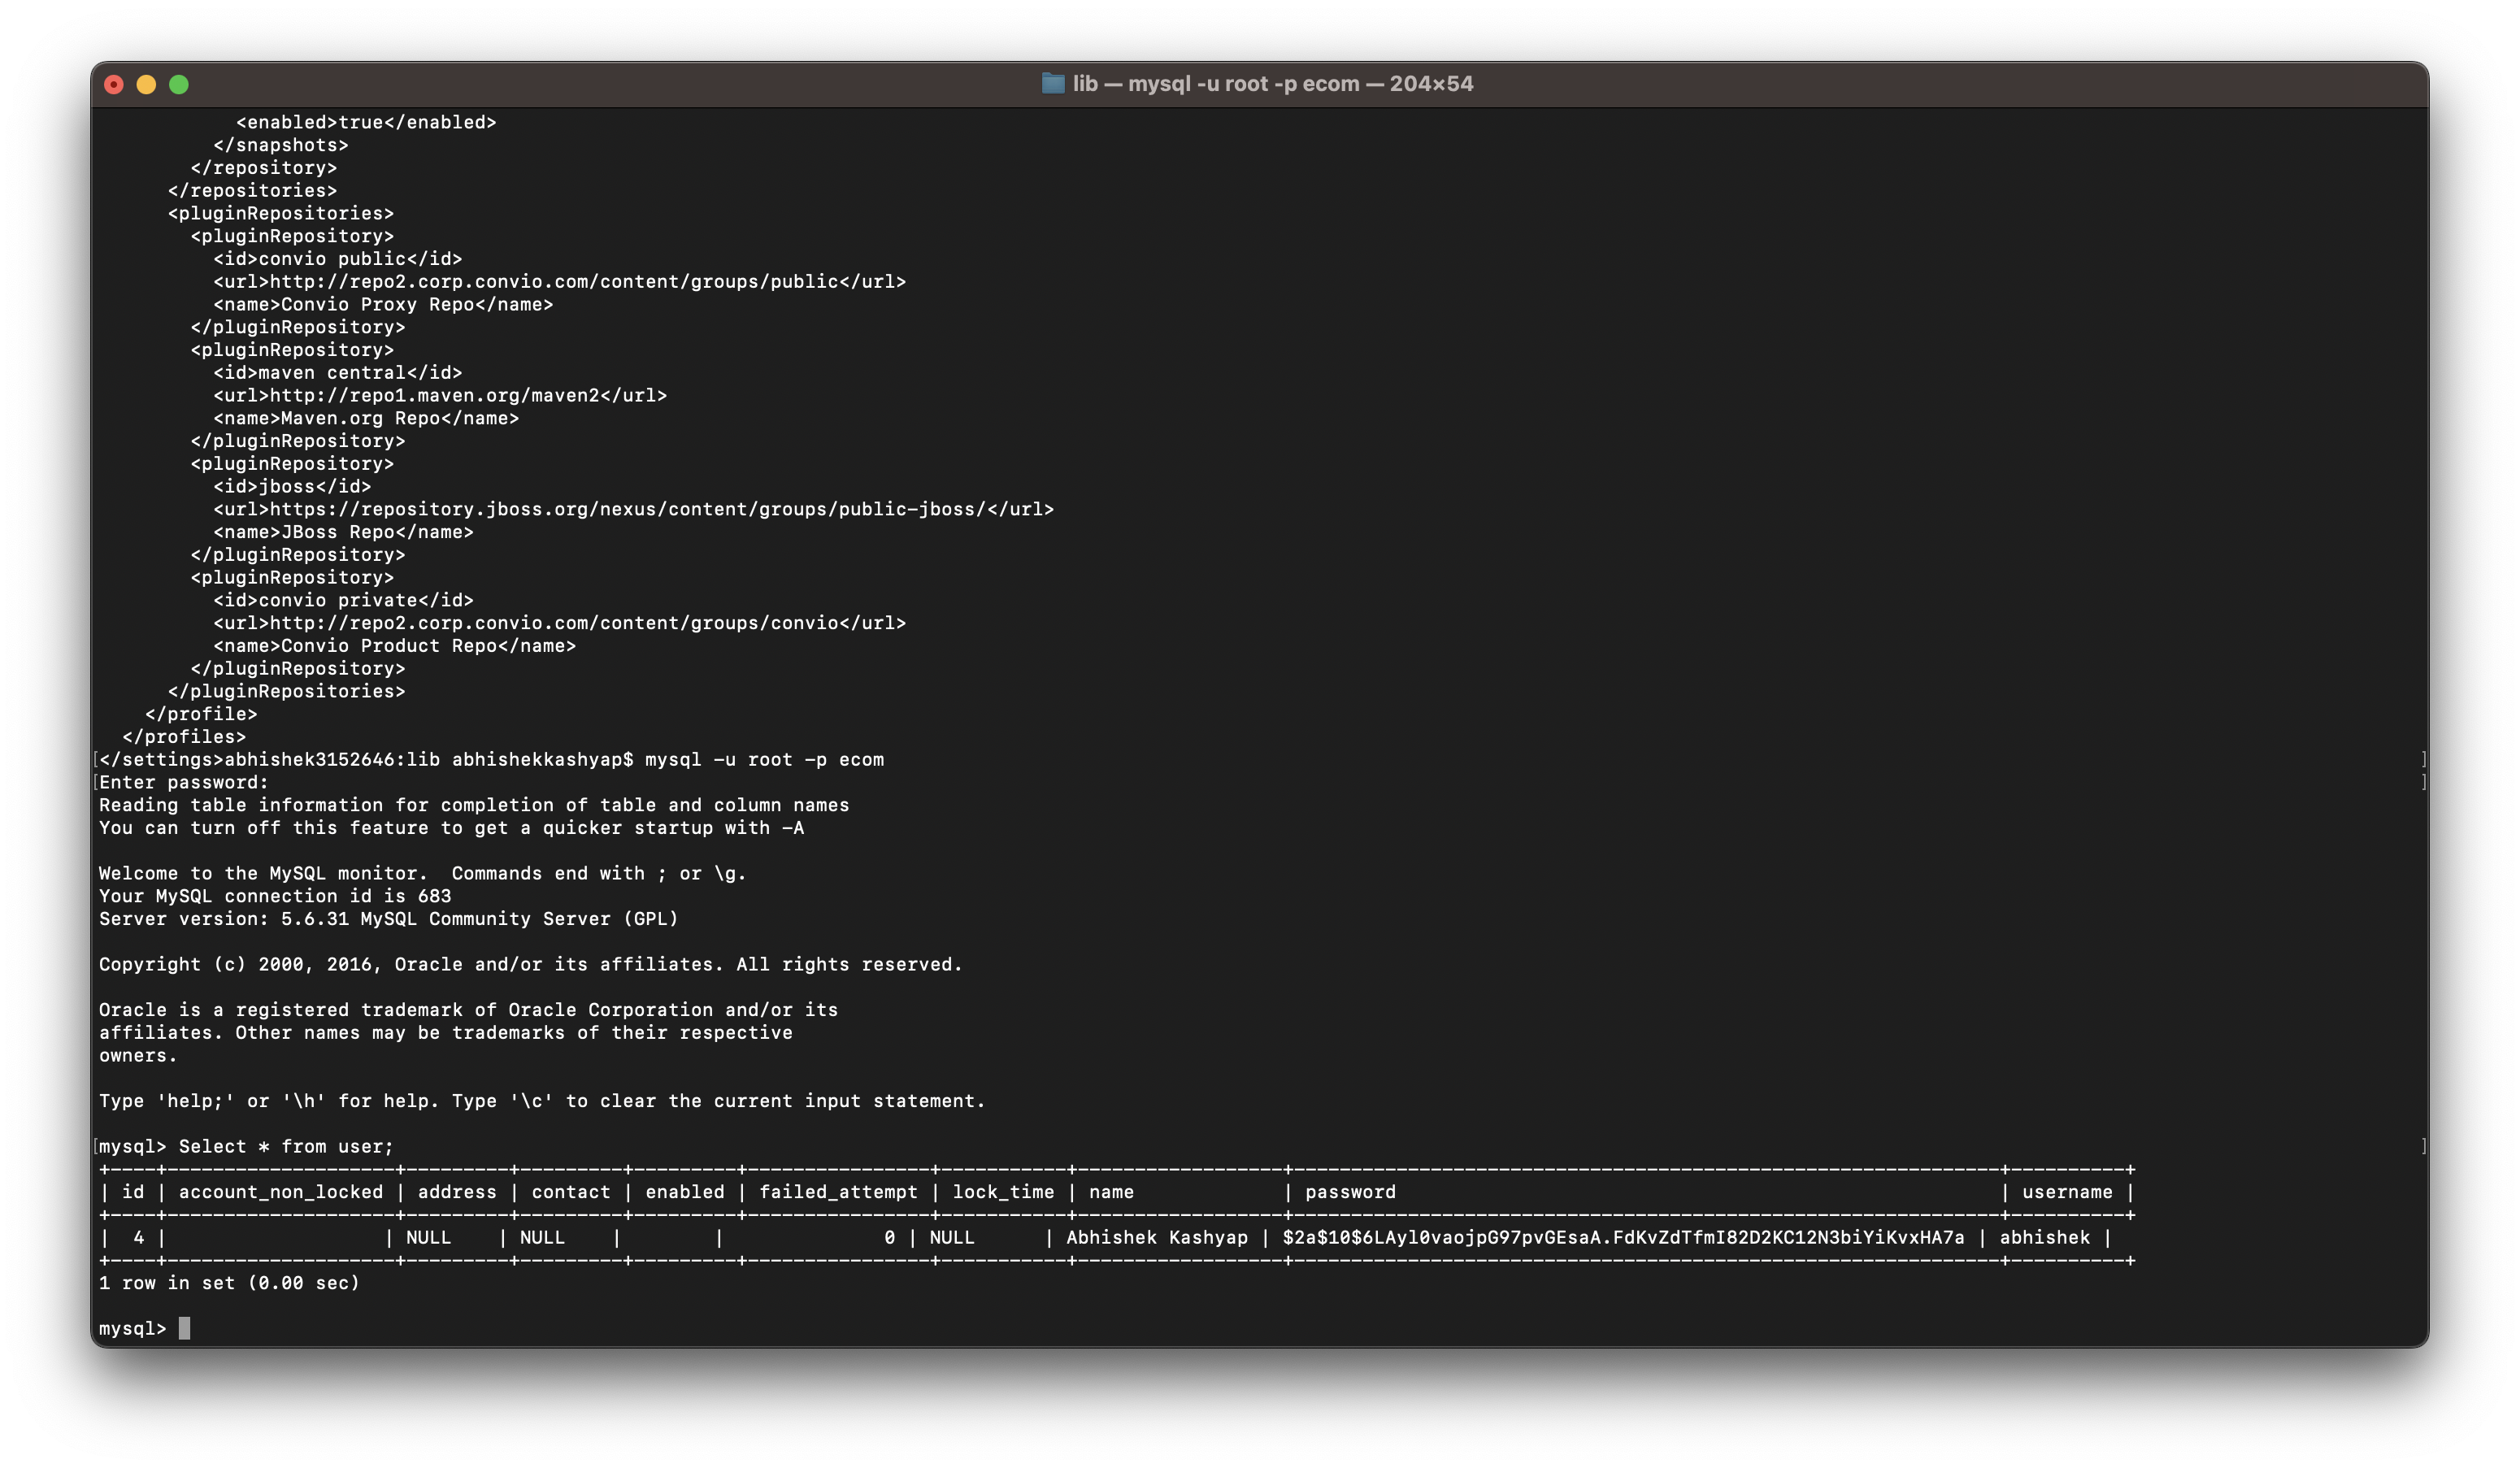 lib — mysql -u root -p ecom — 204×54
            <enabled>true</enabled>
          </snapshots>
        </repository>
      </repositories>
      <pluginRepositories>
        <pluginRepository>
          <id>convio public</id>
          <url>http://repo2.corp.convio.com/content/groups/public</url>
          <name>Convio Proxy Repo</name>
        </pluginRepository>
        <pluginRepository>
          <id>maven central</id>
          <url>http://repo1.maven.org/maven2</url>
          <name>Maven.org Repo</name>
        </pluginRepository>
        <pluginRepository>
          <id>jboss</id>
          <url>https://repository.jboss.org/nexus/content/groups/public-jboss/</url>
          <name>JBoss Repo</name>
        </pluginRepository>
        <pluginRepository>
          <id>convio private</id>
          <url>http://repo2.corp.convio.com/content/groups/convio</url>
          <name>Convio Product Repo</name>
        </pluginRepository>
      </pluginRepositories>
    </profile>
  </profiles>
[</settings>abhishek3152646:lib abhishekkashyap$ mysql -u root -p ecom ]
[Enter password: ]
Reading table information for completion of table and column names
You can turn off this feature to get a quicker startup with -A

Welcome to the MySQL monitor.  Commands end with ; or \g.
Your MySQL connection id is 683
Server version: 5.6.31 MySQL Community Server (GPL)

Copyright (c) 2000, 2016, Oracle and/or its affiliates. All rights reserved.

Oracle is a registered trademark of Oracle Corporation and/or its
affiliates. Other names may be trademarks of their respective
owners.

Type 'help;' or '\h' for help. Type '\c' to clear the current input statement.

[mysql> Select * from user; ]
+----+--------------------+---------+---------+---------+----------------+-----------+------------------+--------------------------------------------------------------+----------+
| id | account_non_locked | address | contact | enabled | failed_attempt | lock_time | name             | password                                                     | username |
+----+--------------------+---------+---------+---------+----------------+-----------+------------------+--------------------------------------------------------------+----------+
|  4 |                   | NULL    | NULL    |        |              0 | NULL      | Abhishek Kashyap | $2a$10$6LAyl0vaojpG97pvGEsaA.FdKvZdTfmI82D2KC12N3biYiKvxHA7a | abhishek |
+----+--------------------+---------+---------+---------+----------------+-----------+------------------+--------------------------------------------------------------+----------+
1 row in set (0.00 sec)

mysql>